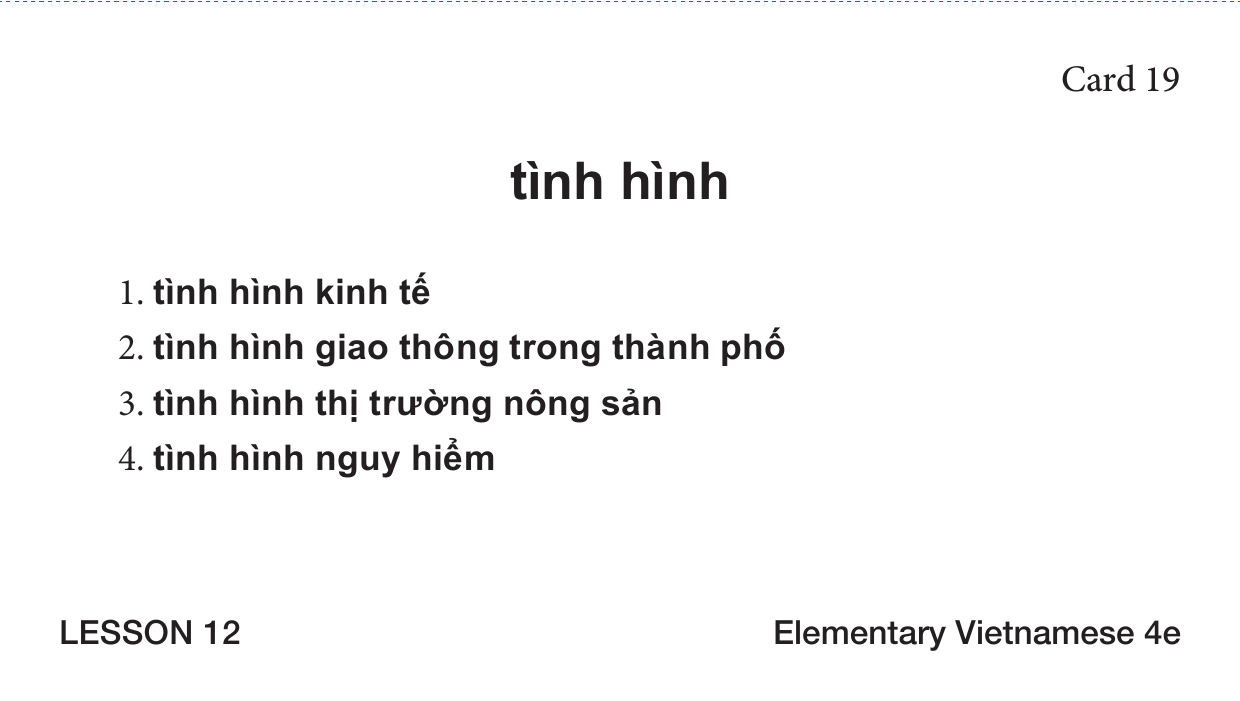 Card 19
tình hình
1. tình hình kinh tế
2. tình hình giao thông trong thành phố
3. tình hình thị trường nông sản
4. tình hình nguy hiểm
LESSON 12
Elementary Vietnamese 4e